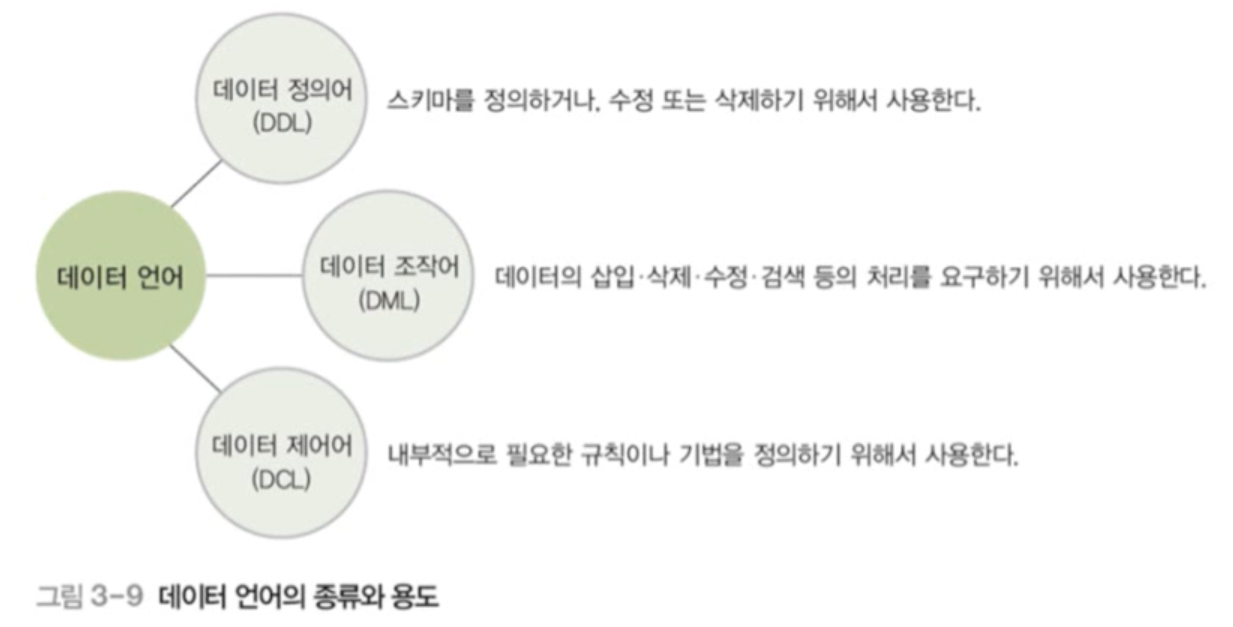 데이터 정의어
(DDL)
스키마를 정의하거나, 수정 또는 삭제하기 위해서 사용한다.
데이터 언어
데이터 조작어
(DML)
데이터의 삽입·삭제·수정·검색 등의 처리를 요구하기 위해서 사용한다.
데이터 제어어
(DCL)
내부적으로 필요한 규칙이나 기법을 정의하기 위해서 사용한다.
그림 3-9 데이터 언어의 종류와 용도